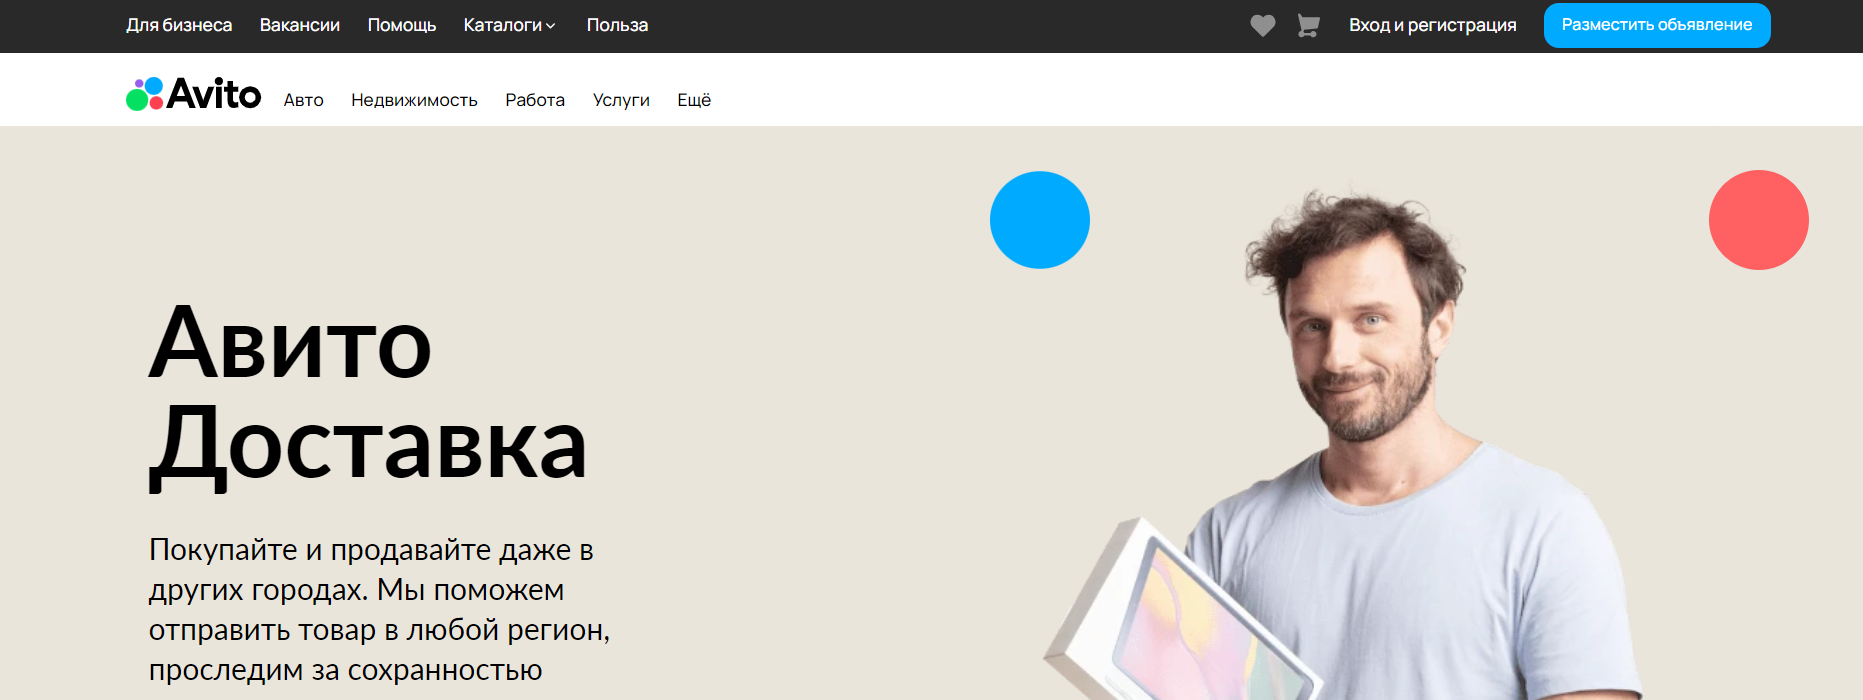 Для бизнеса Вакансии Помощь Каталоги Польза Вход и регистрация Разместить объявление
Avito Авто Недвижимость Работа Услуги Ещё
Авито
Доставка
Покупайте и продавайте даже в
других городах. Мы поможем
отправить товар в любой регион,
проследим за сохранностью